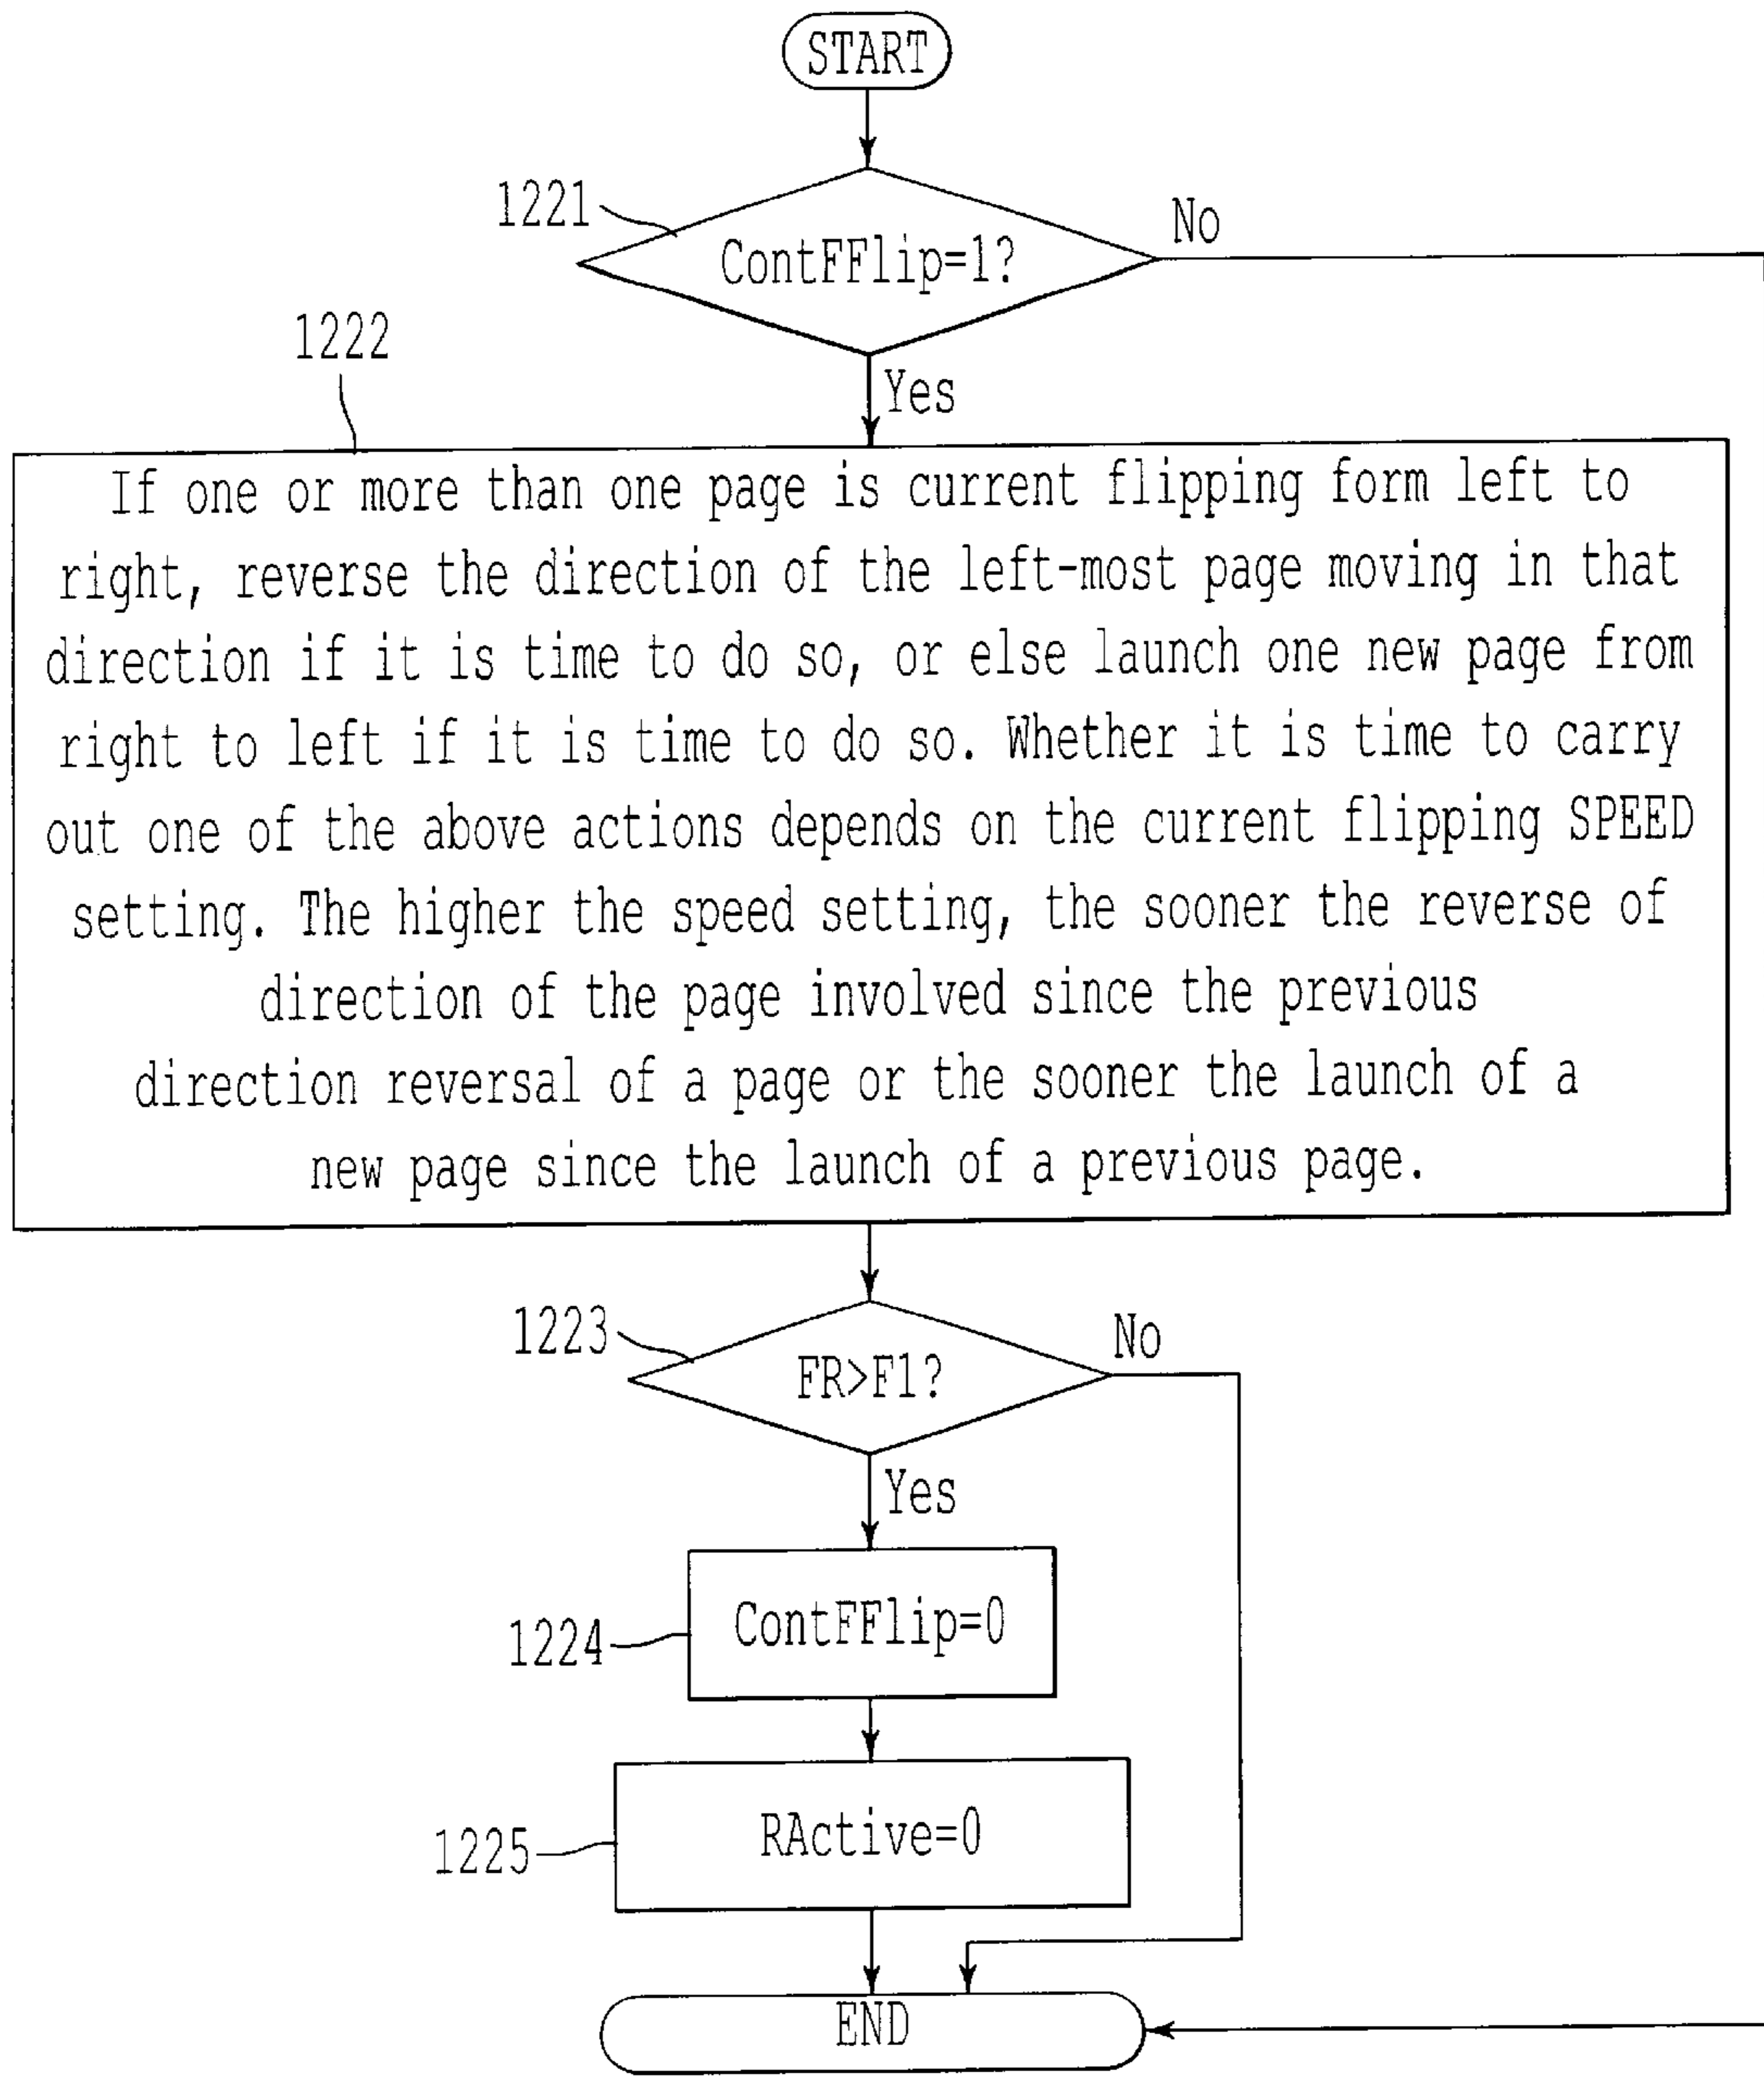 START
1221
ContFFlip=1?
No
1222
Yes
If one or more than one page is current flipping form left to
right, reverse the direction of the left-most page moving in that
direction if it is time to do so, or else launch one new page from
right to left if it is time to do so. Whether it is time to carry
out one of the above actions depends on the current flipping SPEED
setting. The higher the speed setting, the sooner the reverse of
direction of the page involved since the previous
direction reversal of a page or the sooner the launch of a
new page since the launch of a previous page.
1223
FR>F1?
No
Yes
1224
ContFFlip=0
1225
RActive=0
END